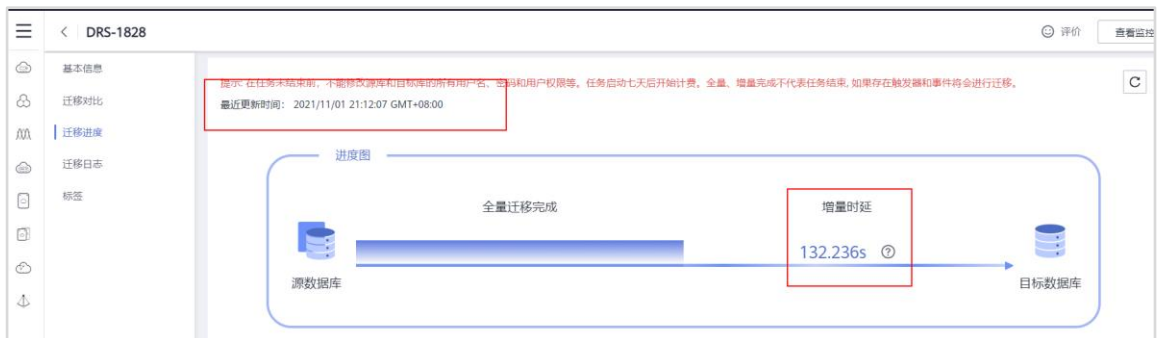 DRS-1828
评价
查看监控
基本信息
迁移对比
迁移进度
迁移日志
标签
提示: 在任务未结束前，不能修改源库和目标库的所有用户名、密码和用户权限等。任务启动七天后开始计费。全量、增量完成不代表任务结束, 如果存在触发器和事件将会进行迁移。
最近更新时间： 2021/11/01 21:12:07 GMT+08:00
进度图
全量迁移完成
增量时延
132.236s
源数据库
目标数据库